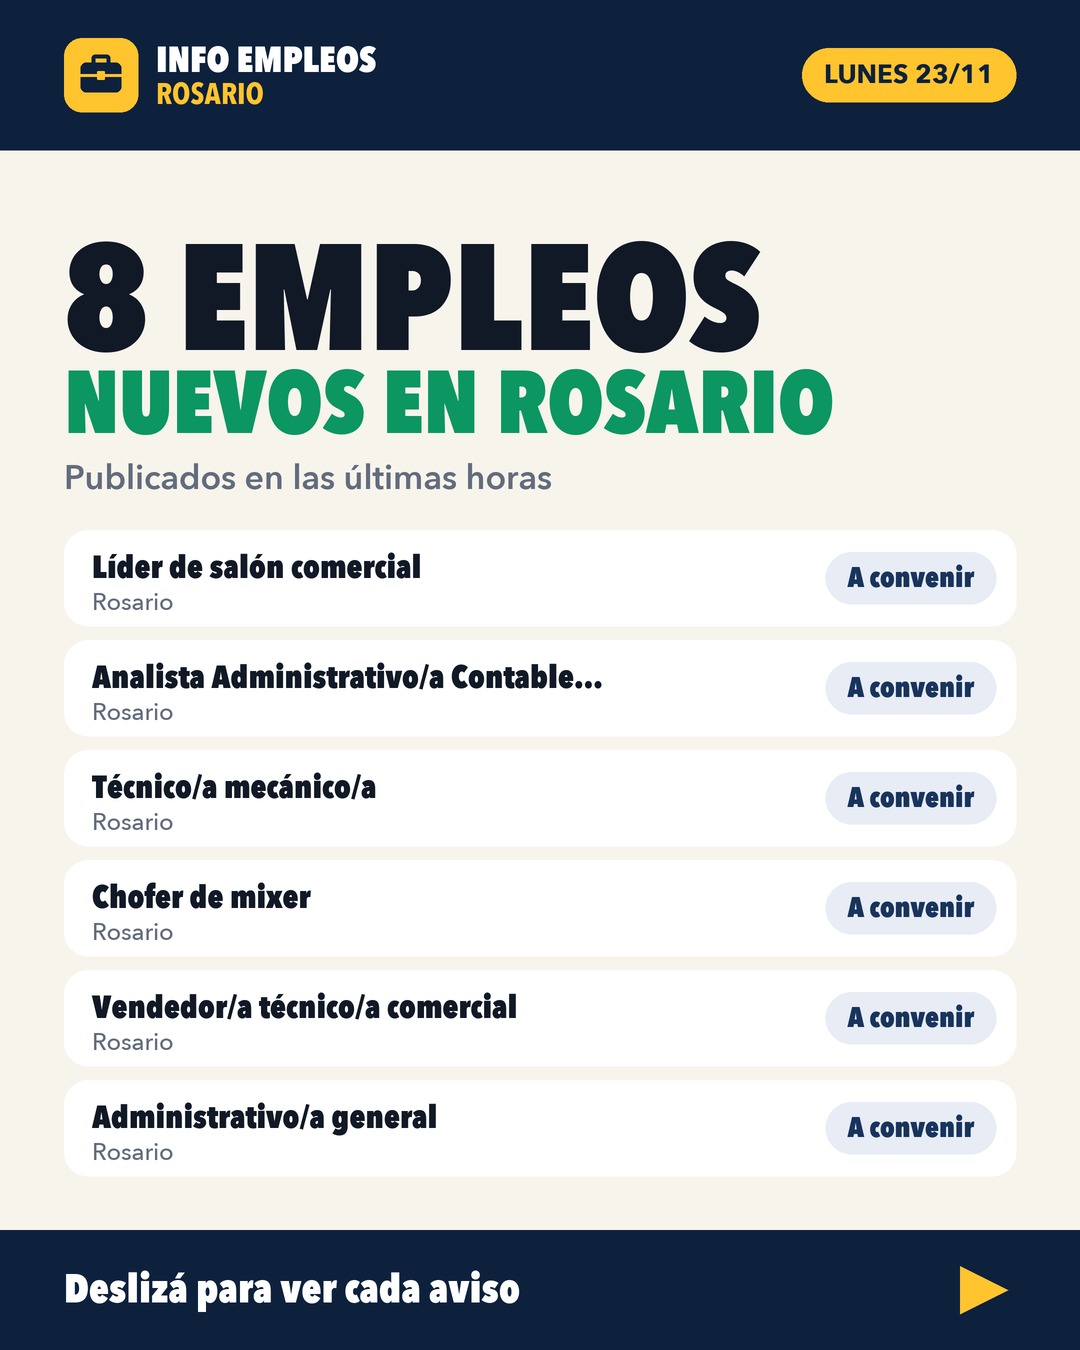 INFO EMPLEOS
ROSARIO
LUNES 23/11
8 EMPLEOS
NUEVOS EN ROSARIO
Publicados en las últimas horas
Líder de salón comercial
Rosario
A convenir
Analista Administrativo/a Contable...
Rosario
A convenir
Técnico/a mecánico/a
Rosario
A convenir
Chofer de mixer
Rosario
A convenir
Vendedor/a técnico/a comercial
Rosario
A convenir
Administrativo/a general
Rosario
A convenir
Deslizá para ver cada aviso